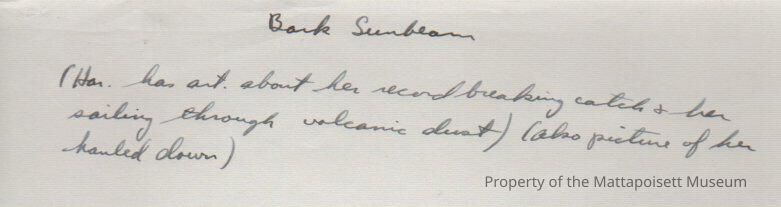 Bark Sunbeam
(Har. has art. about her record breaking catch & her
sailing through volcanic dust) (also picture of her
hauled down)
Property of the Mattapoisett Museum